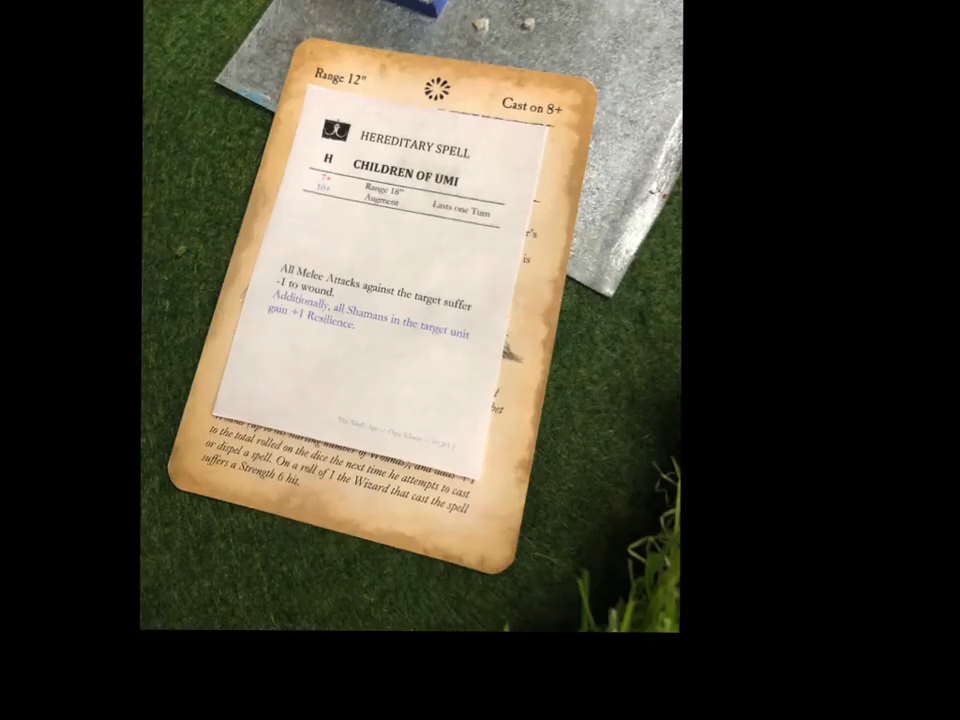 Range 12"
Cast on 8+
HEREDITARY SPELL
H CHILDREN OF UMI
7+ Range 18" Lasts one Turn
10+ Augment
All Melee Attacks against the target suffer
-1 to wound.
Additionally, all Shamans in the target unit
gain +1 Resilience.
r's
is
to the total rolled on the dice the next time he attempts to cast
or dispel a spell. On a roll of 1 the Wizard that cast the spell
suffers a Strength 6 hit.